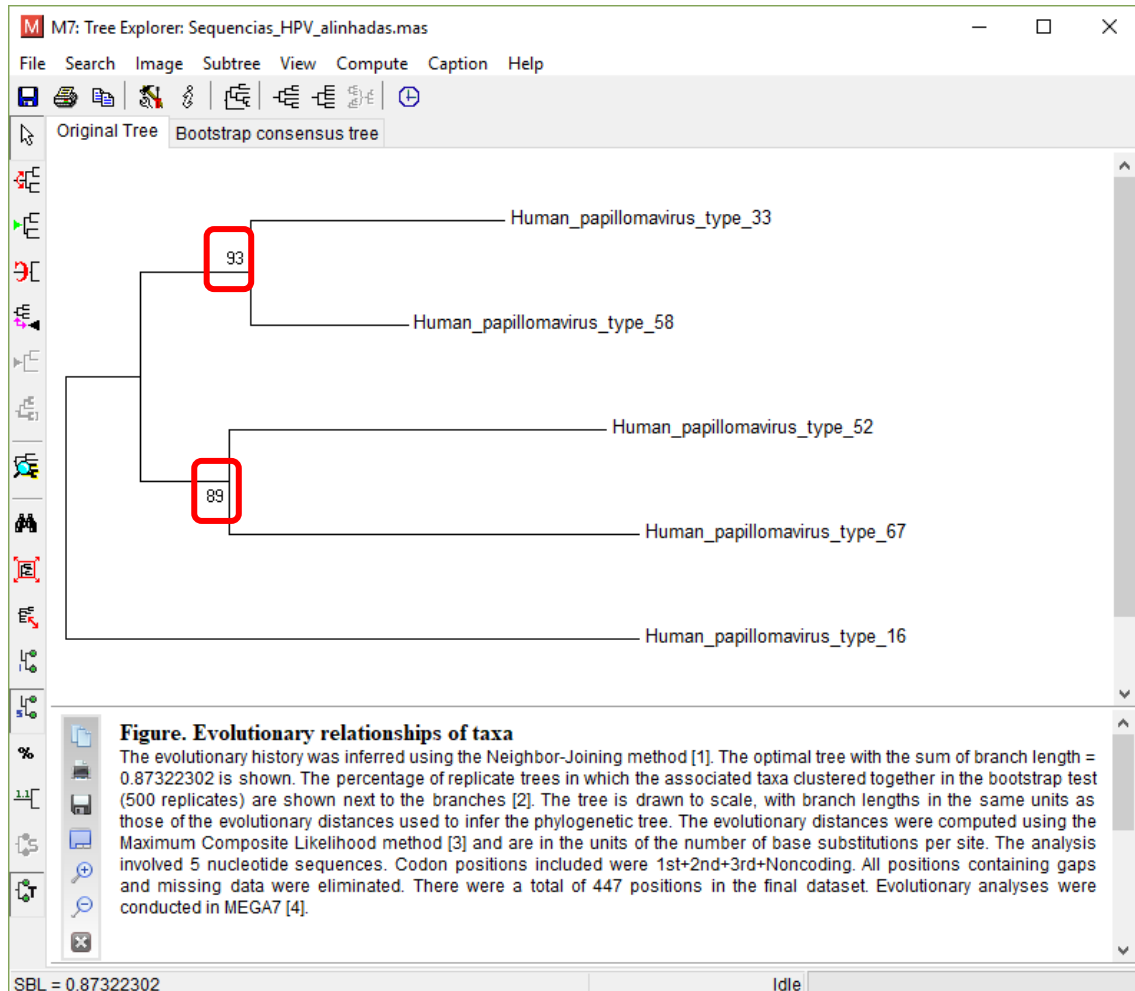 M M7: Tree Explorer: Sequencias_HPV_alinhadas.mas
File Search Image Subtree View Compute Caption Help
Original Tree Bootstrap consensus tree
Human_papillomavirus_type_33
93
Human_papillomavirus_type_58
Human_papillomavirus_type_52
89
Human_papillomavirus_type_67
Human_papillomavirus_type_16
Figure. Evolutionary relationships of taxa
The evolutionary history was inferred using the Neighbor-Joining method [1]. The optimal tree with the sum of branch length =
0.87322302 is shown. The percentage of replicate trees in which the associated taxa clustered together in the bootstrap test
(500 replicates) are shown next to the branches [2]. The tree is drawn to scale, with branch lengths in the same units as
those of the evolutionary distances used to infer the phylogenetic tree. The evolutionary distances were computed using the
Maximum Composite Likelihood method [3] and are in the units of the number of base substitutions per site. The analysis
involved 5 nucleotide sequences. Codon positions included were 1st+2nd+3rd+Noncoding. All positions containing gaps
and missing data were eliminated. There were a total of 447 positions in the final dataset. Evolutionary analyses were
conducted in MEGA7 [4].
SBL = 0.87322302 Idle